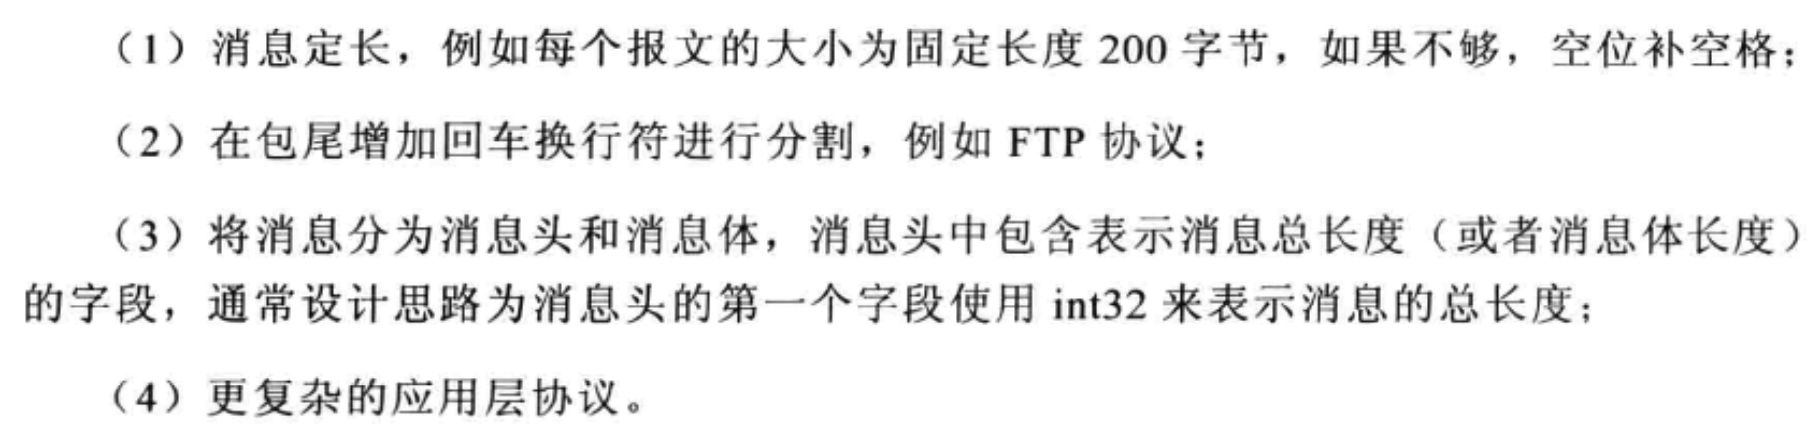 （1）消息定长，例如每个报文的大小为固定长度 200 字节，如果不够，空位补空格；
（2）在包尾增加回车换行符进行分割，例如 FTP 协议；
（3）将消息分为消息头和消息体，消息头中包含表示消息总长度（或者消息体长度）
的字段，通常设计思路为消息头的第一个字段使用 int32 来表示消息的总长度；
（4）更复杂的应用层协议。